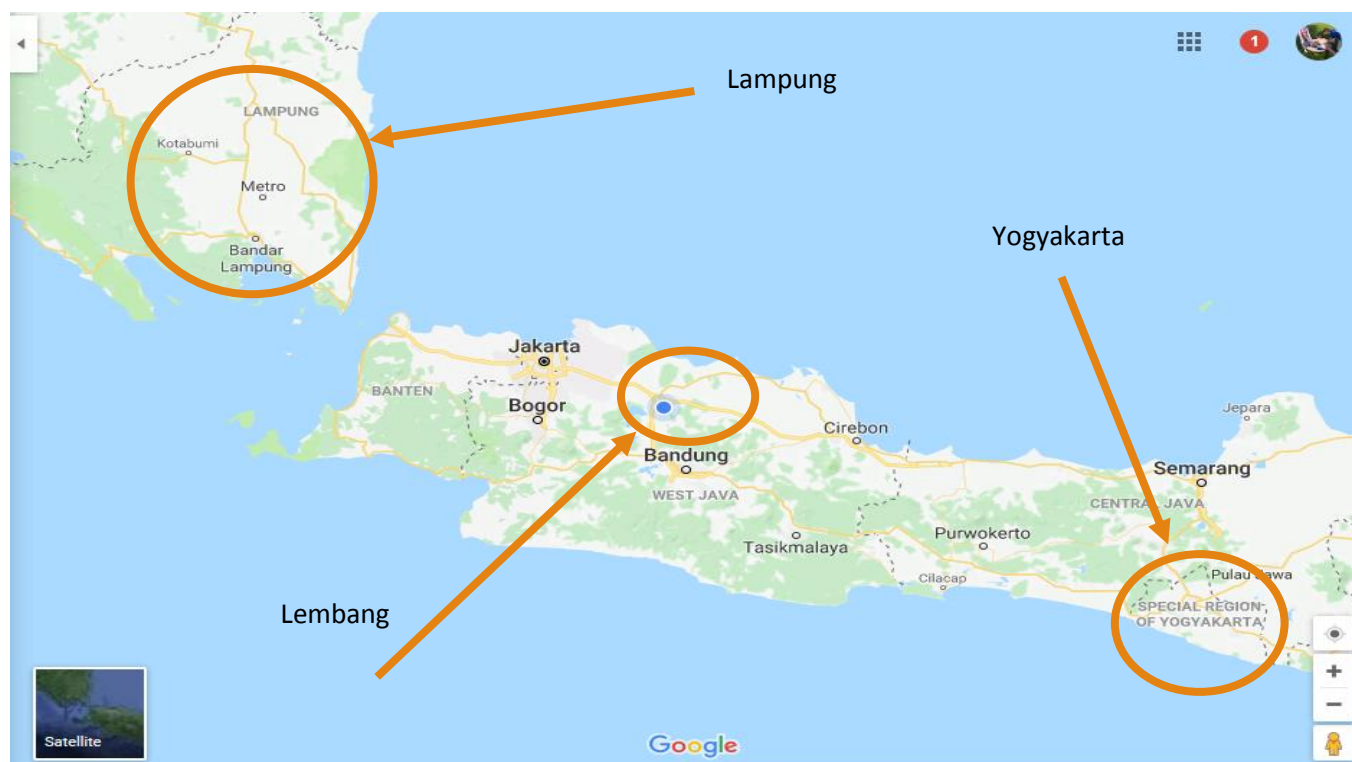 1
Lampung
LAMPUNG
Kotabumi
Metro
Bandar
Lampung
Yogyakarta
Jakarta
BANTEN
Bogor
Cirebon
Jepara
Bandung
Semarang
WEST JAVA
CENTRAL JAVA
Purwokerto
Tasikmalaya
Cilacap
Pulau Jawa
SPECIAL REGION
OF YOGYAKARTA
Lembang
Satellite
Google